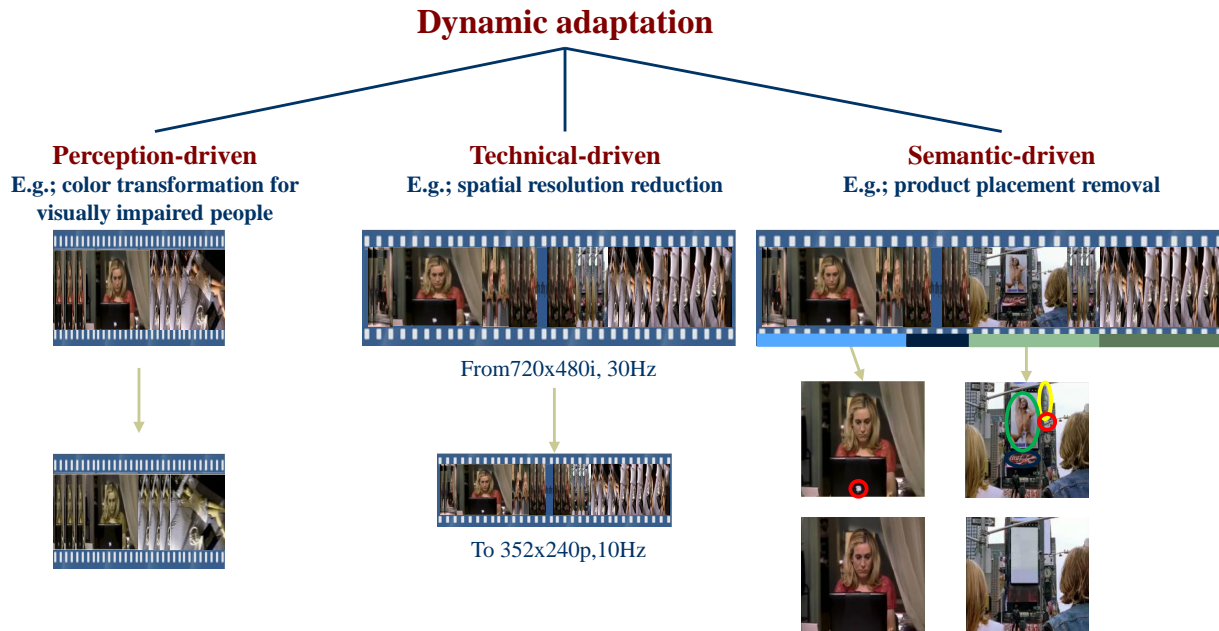 Dynamic adaptation
Perception-driven
E.g.; color transformation for
visually impaired people
Technical-driven
E.g.; spatial resolution reduction
Semantic-driven
E.g.; product placement removal
From720x480i, 30Hz
To 352x240p,10Hz